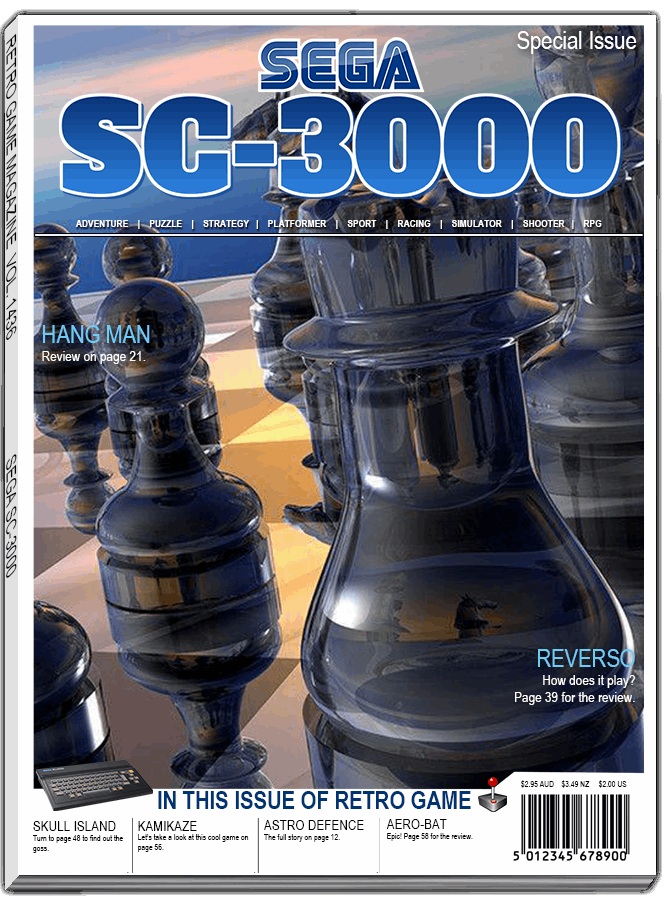 Special Issue
SEGA
SC-3000
ADVENTURE | PUZZLE | STRATEGY | PLATFORMER | SPORT | RACING | SIMULATOR | SHOOTER | RPG
RETRO GAME MAGAZINE VOL. 1436 SEGA SC-3000
HANG MAN
Review on page 21.
REVERSO
How does it play?
Page 39 for the review.
IN THIS ISSUE OF RETRO GAME
$2.95 AUD $3.49 NZ $2.00 US
SKULL ISLAND
Turn to page 48 to find out the
goss.
KAMIKAZE
Let's take a look at this cool game on
page 56.
ASTRO DEFENCE
The full story on page 12.
AERO-BAT
Epic! Page 58 for the review.
5 012345 678900